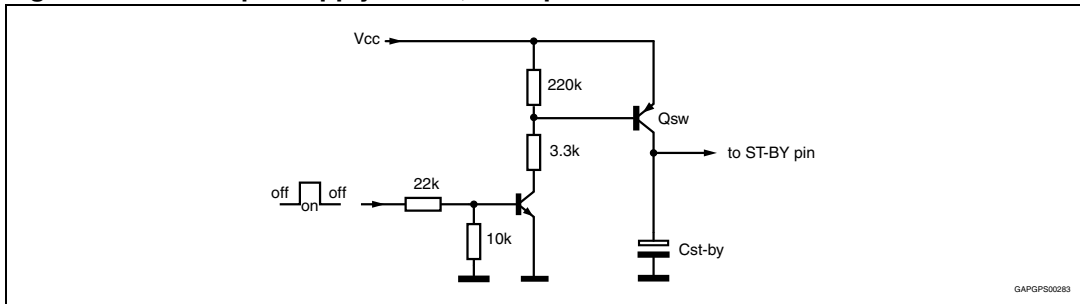 Vcc
220k
Qsw
3.3k
to ST-BY pin
22k
off on off
10k
Cst-by
GAPGPS00283